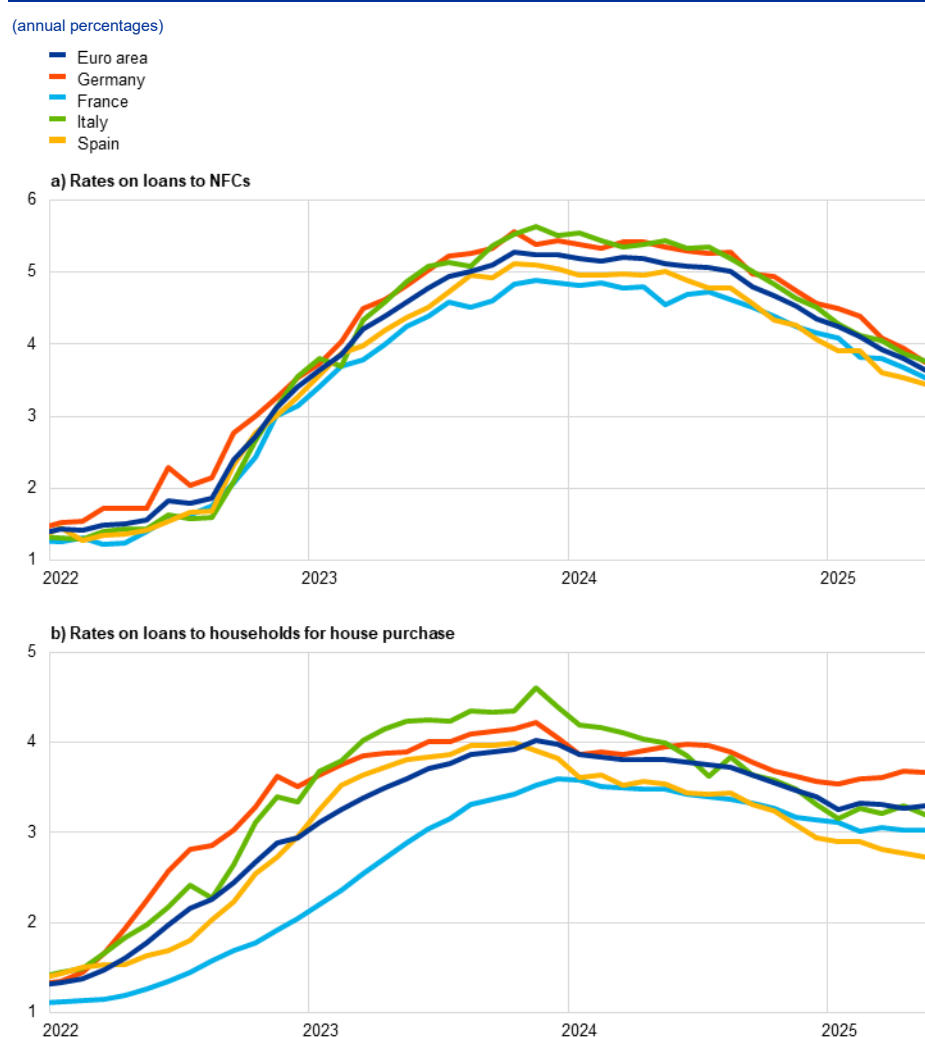 (annual percentages)
Euro area
Germany
France
Italy
Spain
a) Rates on loans to NFCs
6
5
4
3
2
1
2022 2023 2024 2025
b) Rates on loans to households for house purchase
5
4
3
2
1
2022 2023 2024 2025